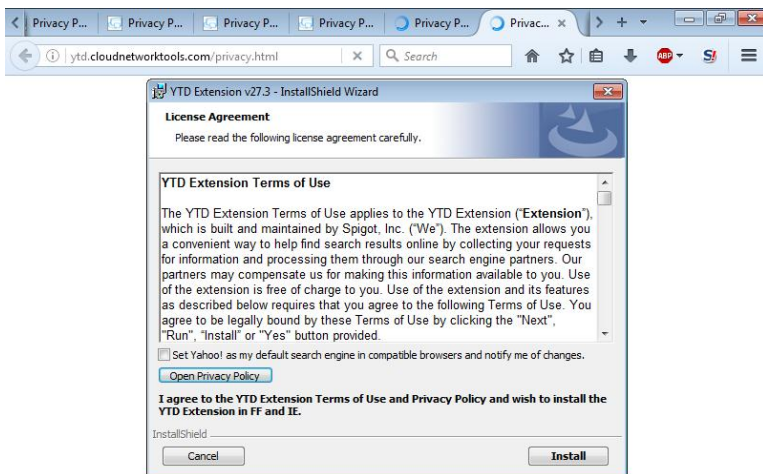 Privacy P... Privacy P... Privacy P... Privacy P... Privacy P... Privac...
ytd.cloudnetworktools.com/privacy.html Search ABP S!
YTD Extension v27.3 - InstallShield Wizard
License Agreement
Please read the following license agreement carefully.
YTD Extension Terms of Use
The YTD Extension Terms of Use applies to the YTD Extension (“Extension”),
which is built and maintained by Spigot, Inc. (“We”). The extension allows you
a convenient way to help find search results online by collecting your requests
for information and processing them through our search engine partners. Our
partners may compensate us for making this information available to you. Use
of the extension is free of charge to you. Use of the extension and its features
as described below requires that you agree to the following Terms of Use. You
agree to be legally bound by these Terms of Use by clicking the "Next",
"Run", “Install” or "Yes" button provided.
Set Yahoo! as my default search engine in compatible browsers and notify me of changes.
Open Privacy Policy
I agree to the YTD Extension Terms of Use and Privacy Policy and wish to install the
YTD Extension in FF and IE.
InstallShield
Cancel Install